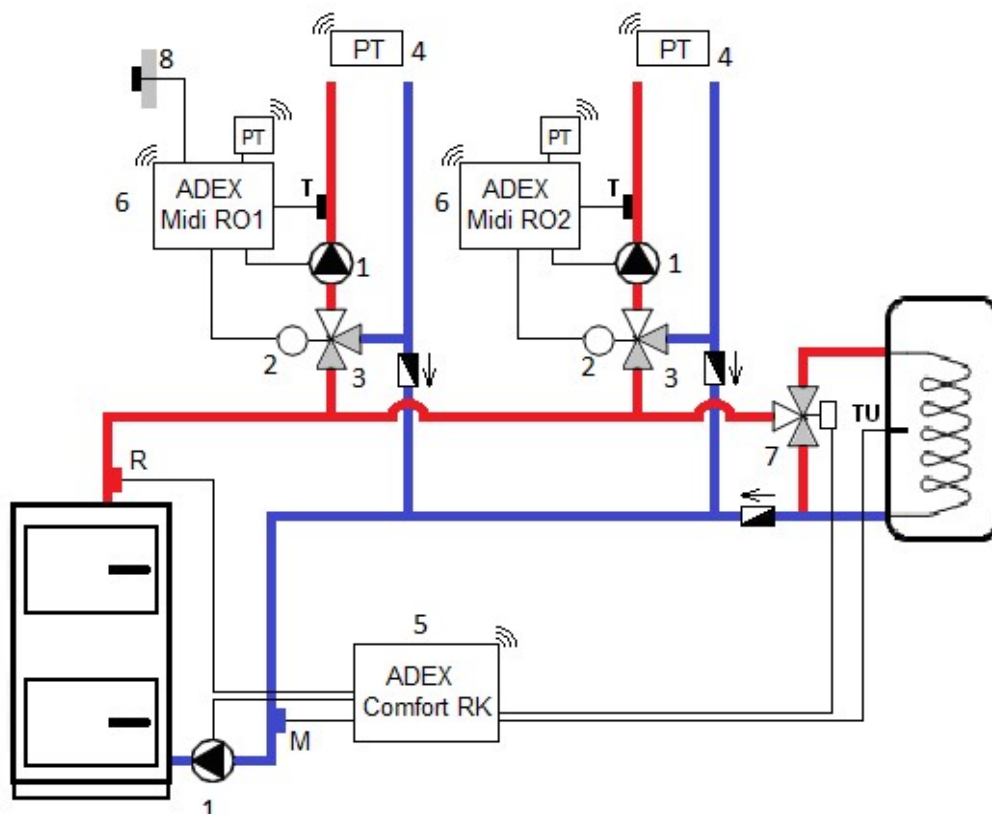 8
PT
4
PT
4
PT
PT
6
ADEX
Midi RO1
T
6
ADEX
Midi RO2
T
1
1
2
3
2
3
7
TU
R
5
ADEX
Comfort RK
M
1